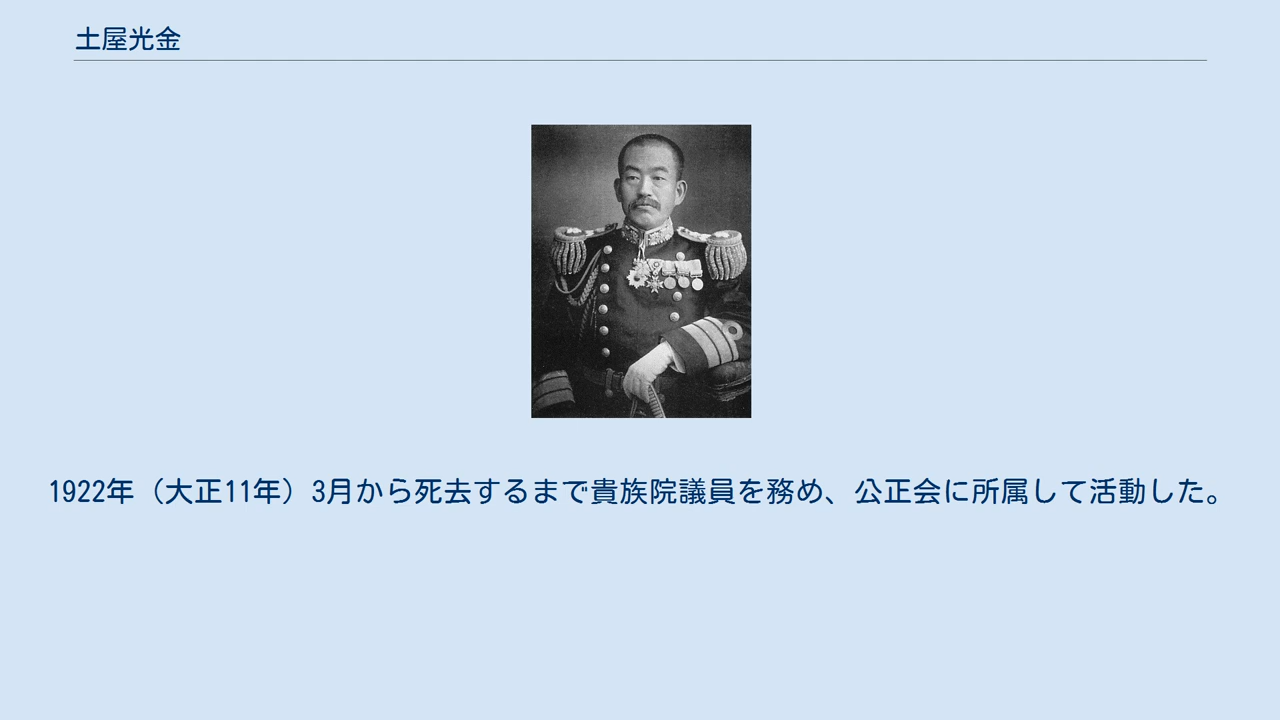 土屋光金
1922年（大正11年）3月から死去するまで貴族院議員を務め、公正会に所属して活動した。